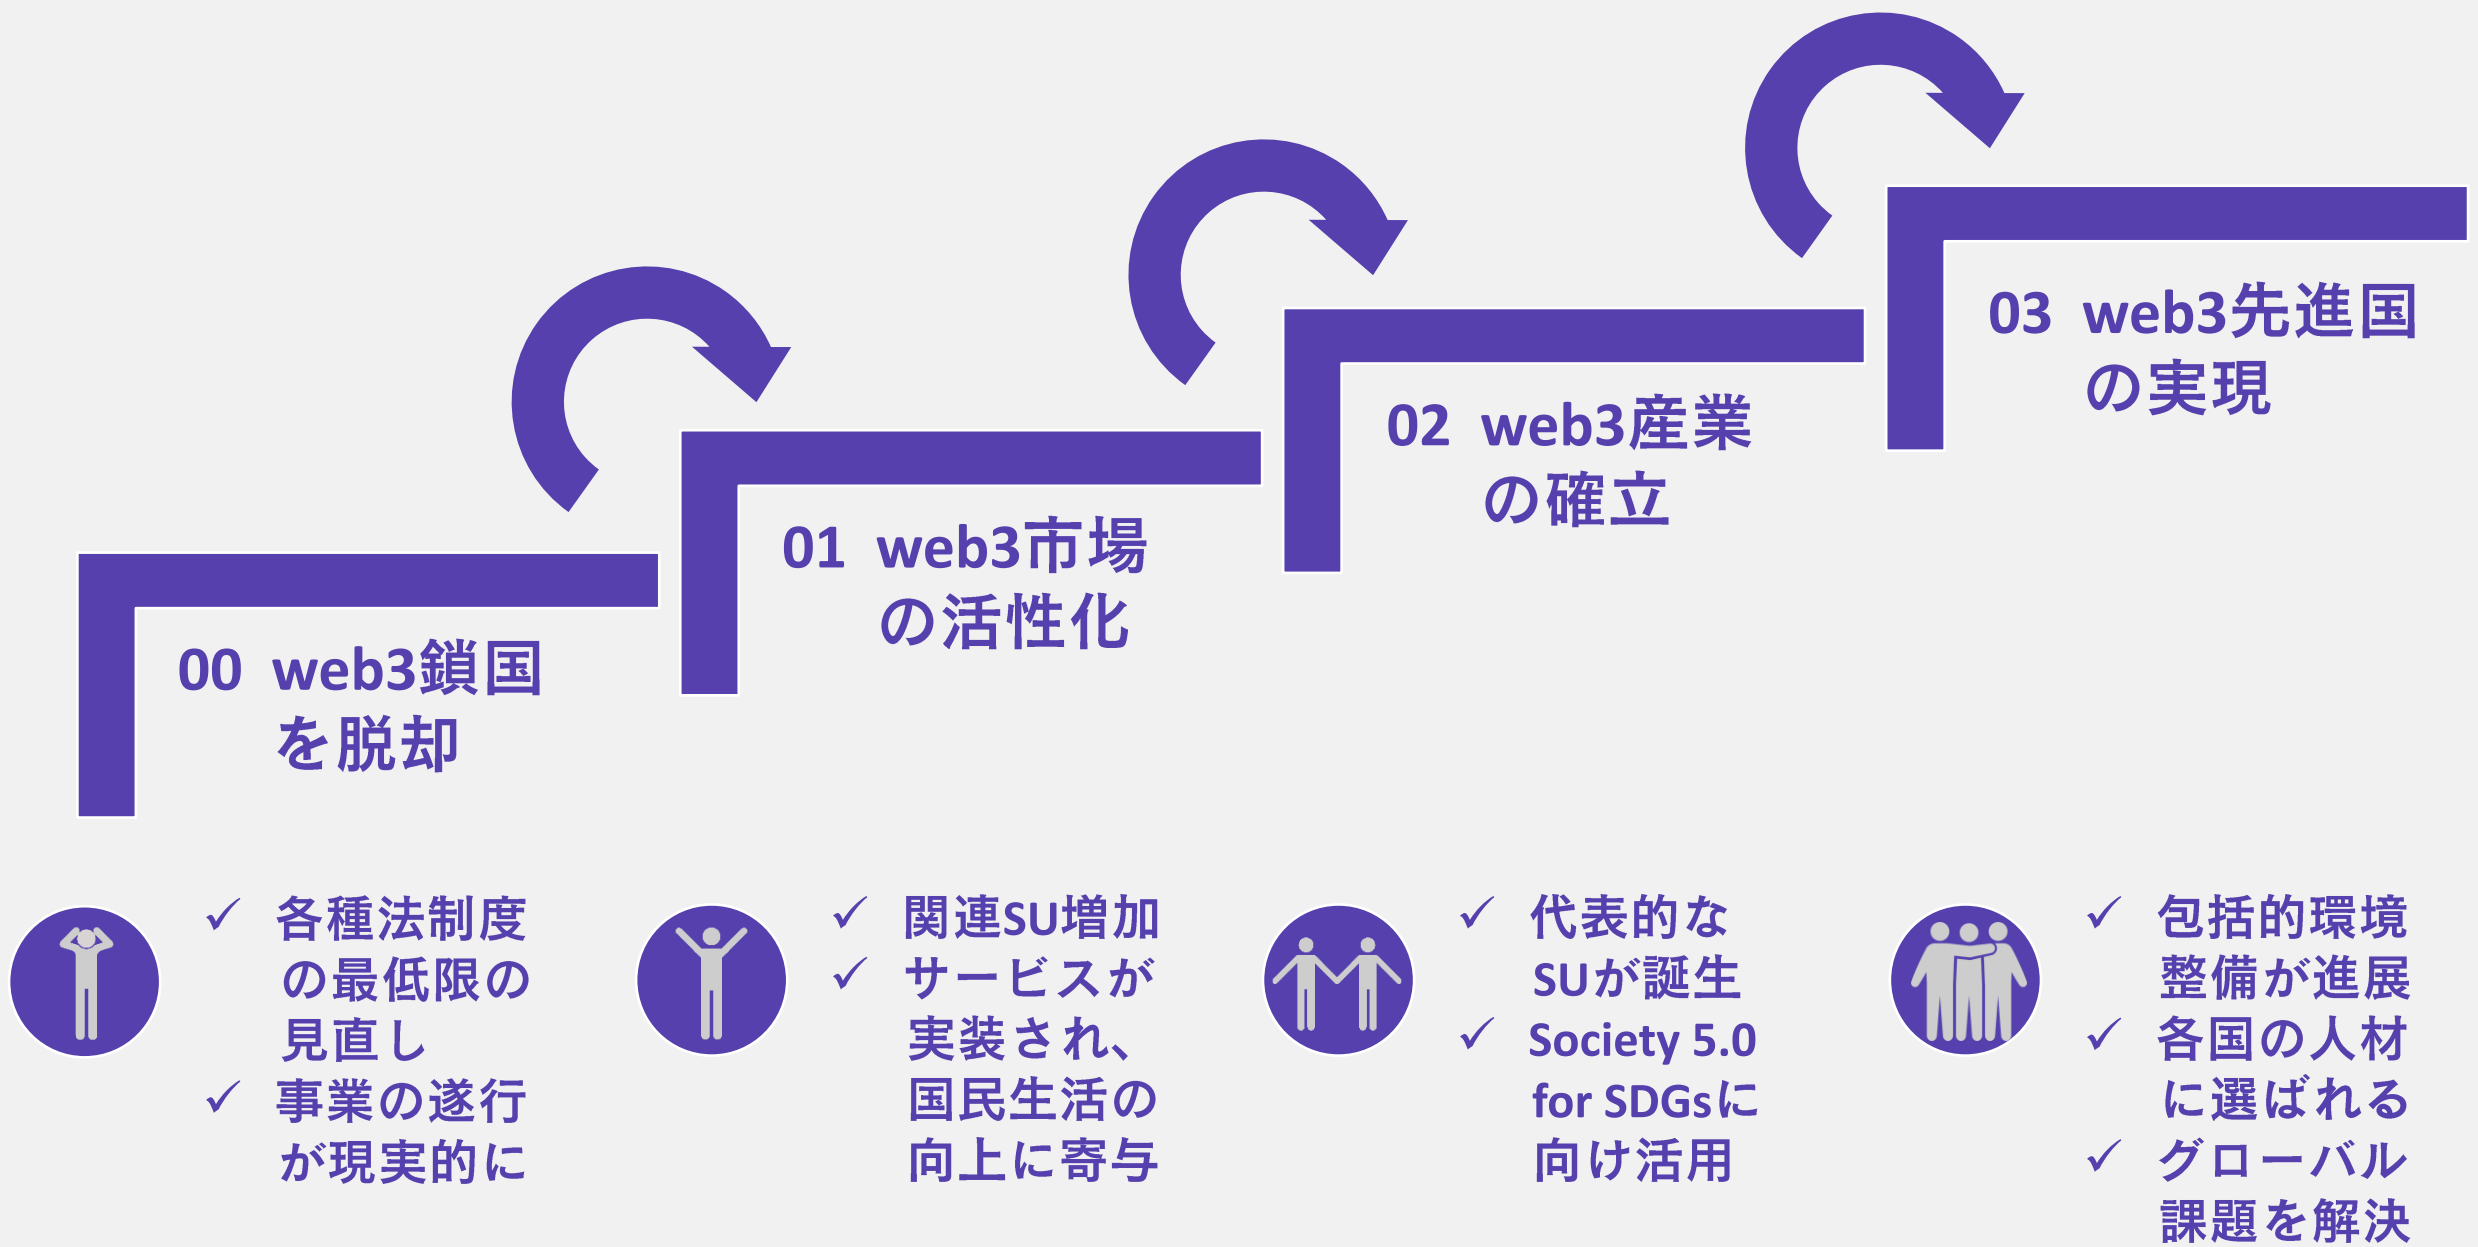 00 web3鎖国
を脱却
01 web3市場
の活性化
02 web3産業
の確立
03 web3先進国
の実現
✓ 各種法制度
の最低限の
見直し
✓ 事業の遂行
が現実的に
✓ 関連SU増加
✓ サービスが
実装され、
国民生活の
向上に寄与
✓ 代表的な
SUが誕生
✓ Society 5.0
for SDGsに
向け活用
✓ 包括的環境
整備が進展
✓ 各国の人材
に選ばれる
✓ グローバル
課題を解決